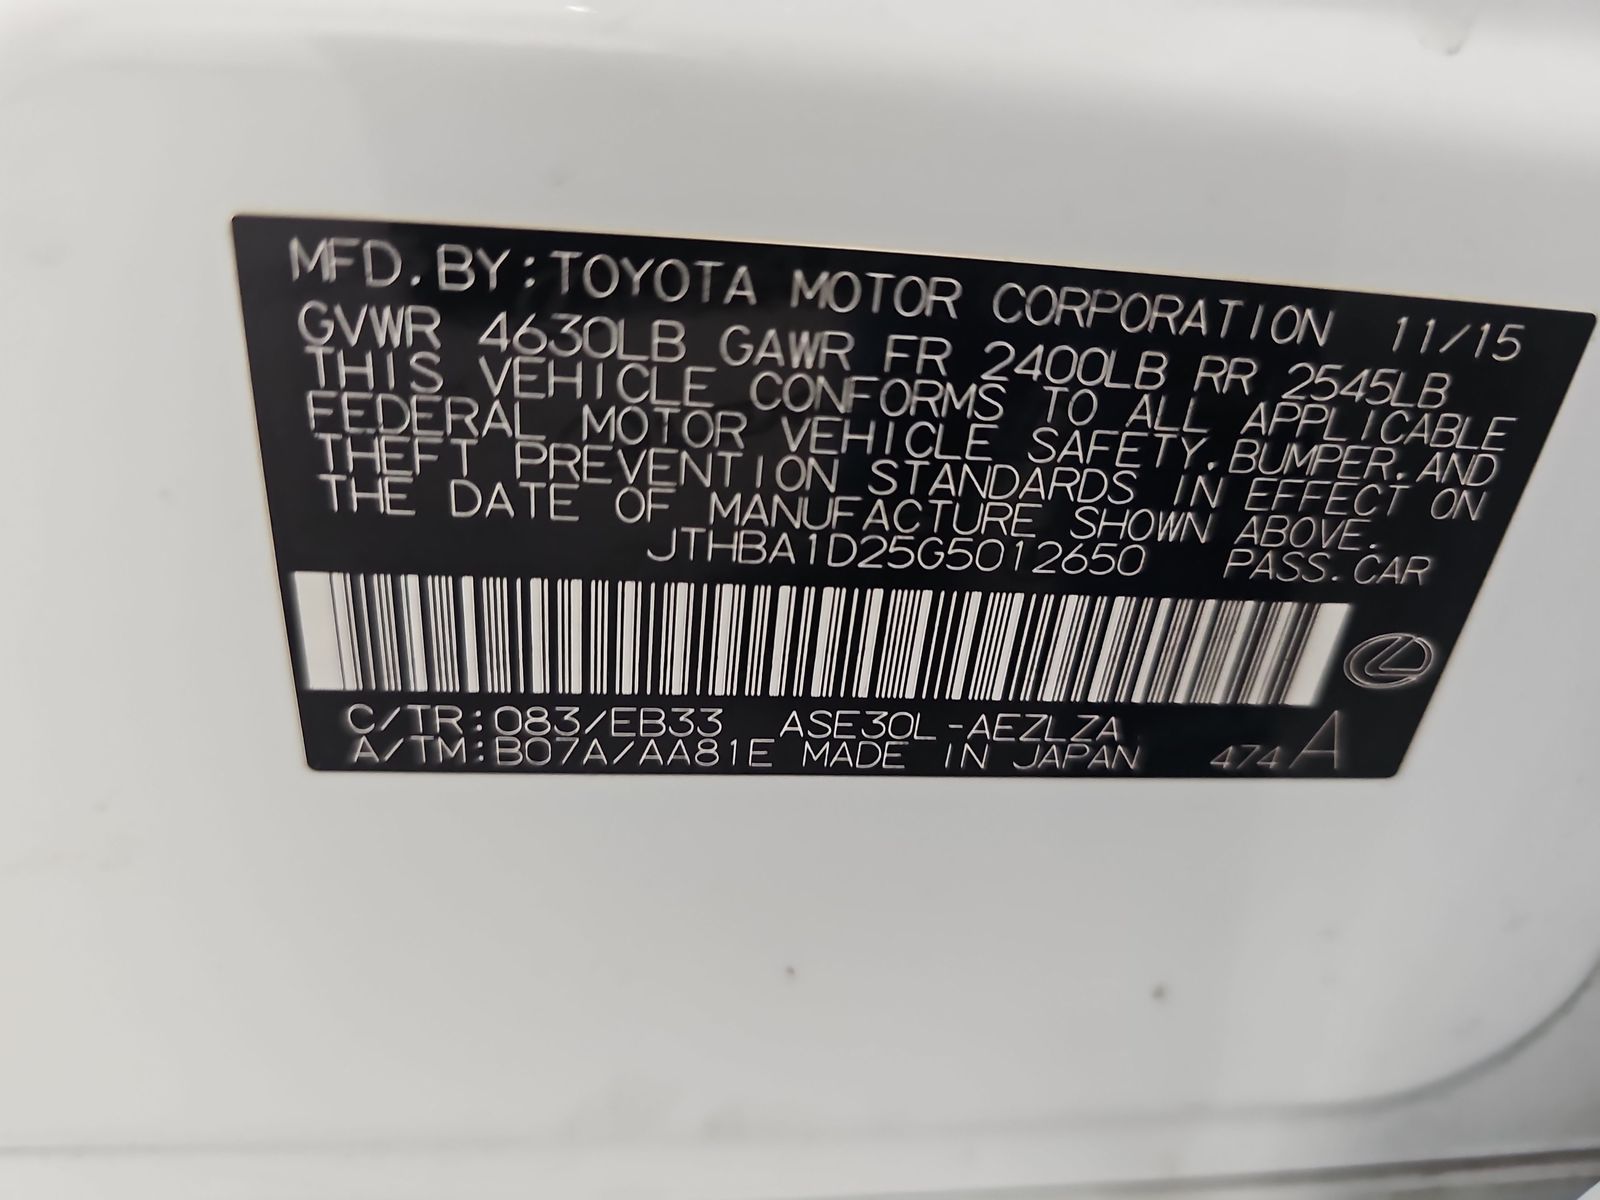 MFD. BY: TOYOTA MOTOR CORPORATION 11/15
GVWR 4630LB GAWR FR 2400LB RR 2545LB
THIS VEHICLE CONFORMS TO ALL APPLICABLE
FEDERAL MOTOR VEHICLE SAFETY, BUMPER, AND
THEFT PREVENTION STANDARDS IN EFFECT ON
THE DATE OF MANUFACTURE SHOWN ABOVE.
JTHBA1D25G5012650 PASS. CAR
C/TR: 083/EB33 ASE30L-AEZLZA
A/TM: B07A/AA81E MADE IN JAPAN 474 A